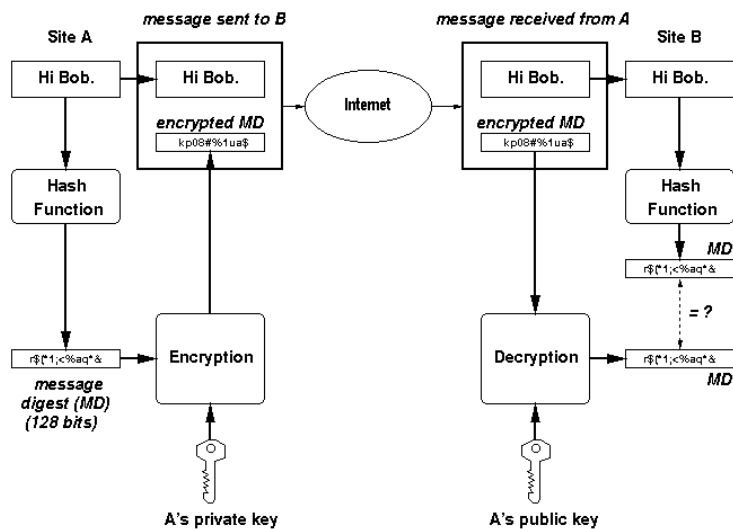 message sent to B
message received from A
Site A
Site B
Hi Bob.
Hi Bob.
Hi Bob.
Hi Bob.
Internet
encrypted MD
encrypted MD
kp08#%1ua$
kp08#%1ua$
Hash
Function
Hash
Function
MD
r$(*1;<%aq*&
= ?
r$(*1;<%aq*&
Encryption
Decryption
r$(*1;<%aq*&
MD
message
digest (MD)
(128 bits)
A's private key
A's public key